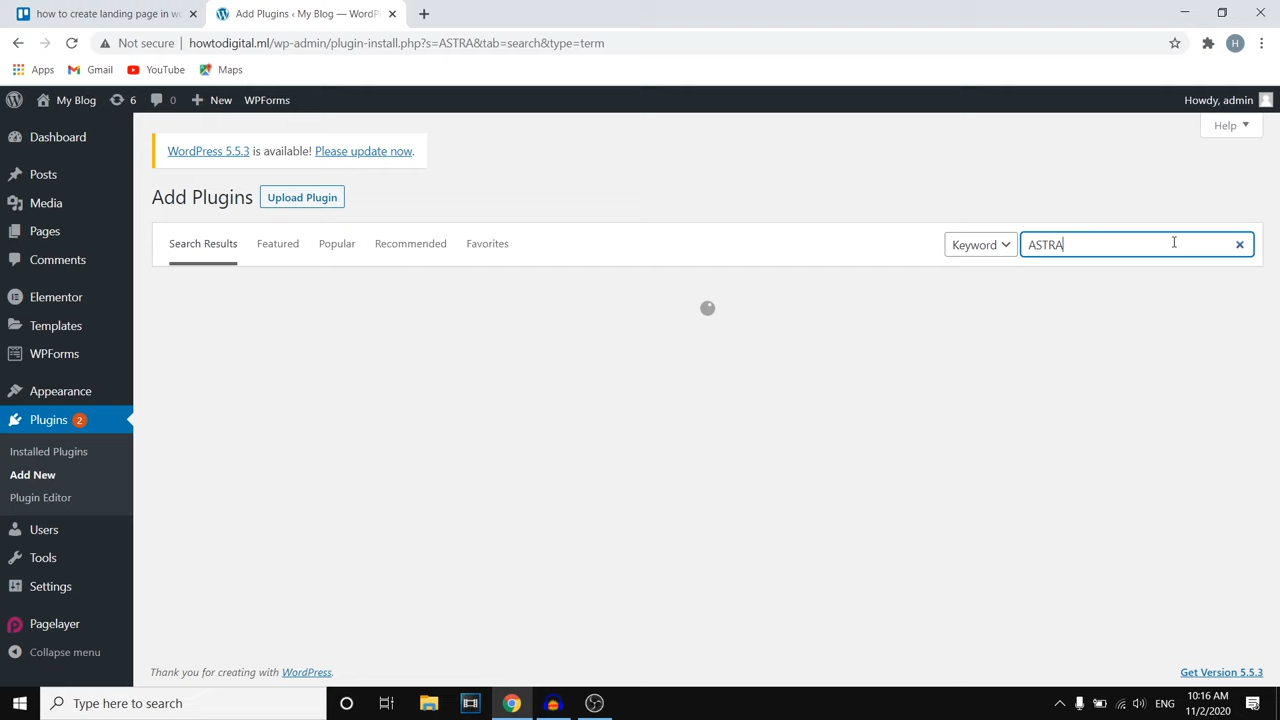 how to create landing page in wo
Add Plugins ‹ My Blog — WordPr
Not secure howtodigital.ml/wp-admin/plugin-install.php?s=ASTRA&tab=search&type=term
H
Apps Gmail YouTube Maps
My Blog 6 0 New WPForms Howdy, admin
Help
WordPress 5.5.3 is available! Please update now.
Add Plugins Upload Plugin
Search Results Featured Popular Recommended Favorites Keyword ASTRA
Dashboard
Posts
Media
Pages
Comments
Elementor
Templates
WPForms
Appearance
Plugins 2
Installed Plugins
Add New
Plugin Editor
Users
Tools
Settings
Pagelayer
Collapse menu
Thank you for creating with WordPress. Get Version 5.5.3
Type here to search
ENG
10:16 AM
11/2/2020